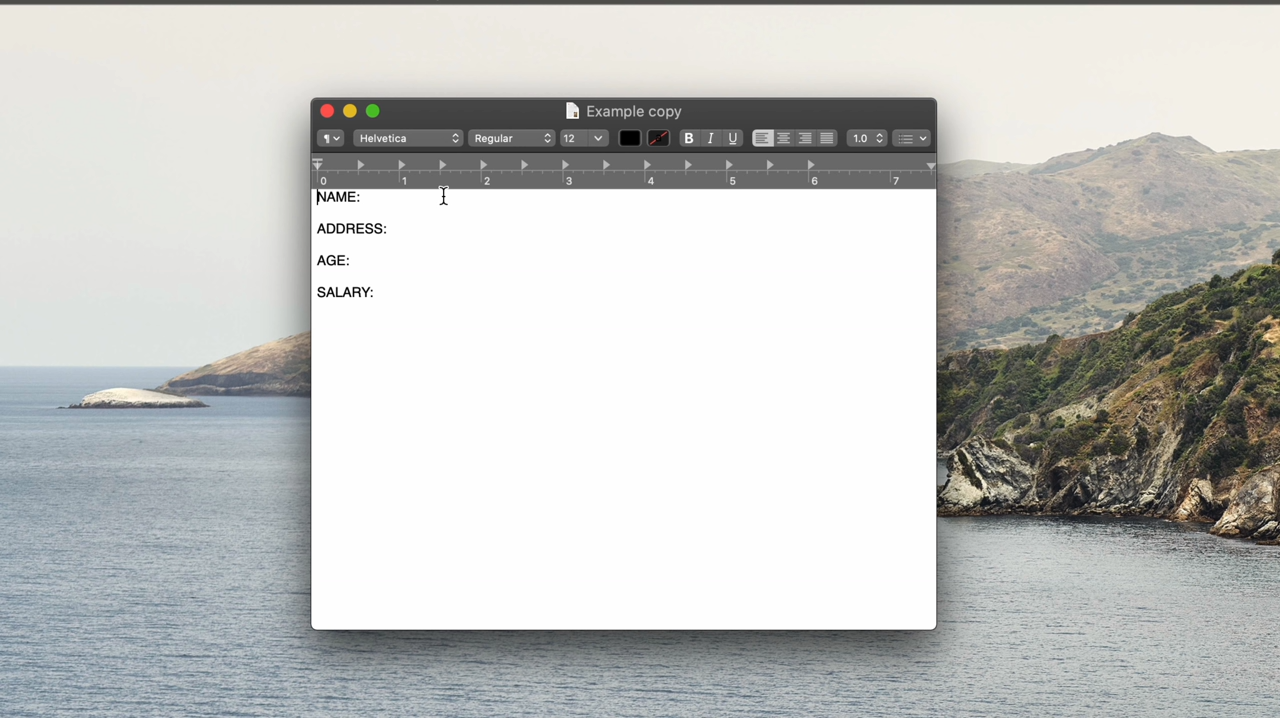 Example copy
¶ Helvetica Regular 12 B I U 1.0
0 1 2 3 4 5 6 7
NAME:
ADDRESS:
AGE:
SALARY: